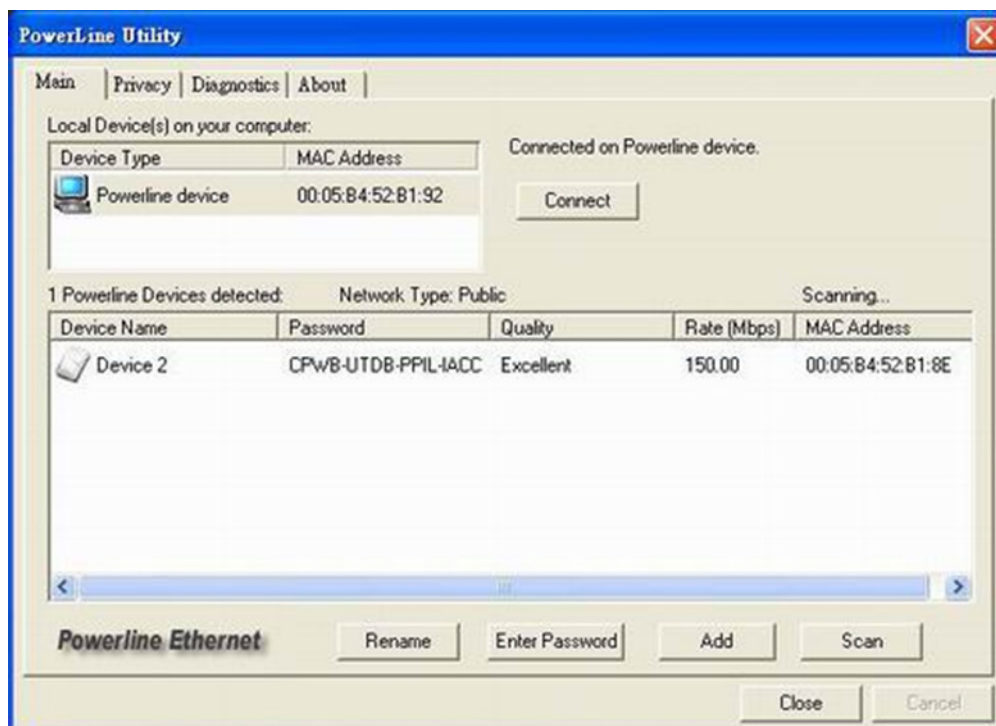 PowerLine Utility
Main Privacy Diagnostics About
Local Device(s) on your computer:
Device Type MAC Address
Powerline device 00:05:B4:52:B1:92
Connected on Powerline device.
Connect
1 Powerline Devices detected: Network Type: Public Scanning...
Device Name Password Quality Rate (Mbps) MAC Address
Device 2 CPWB-UTDB-PPIL-IACC Excellent 150.00 00:05:B4:52:B1:8E
Powerline Ethernet Rename Enter Password Add Scan
Close Cancel